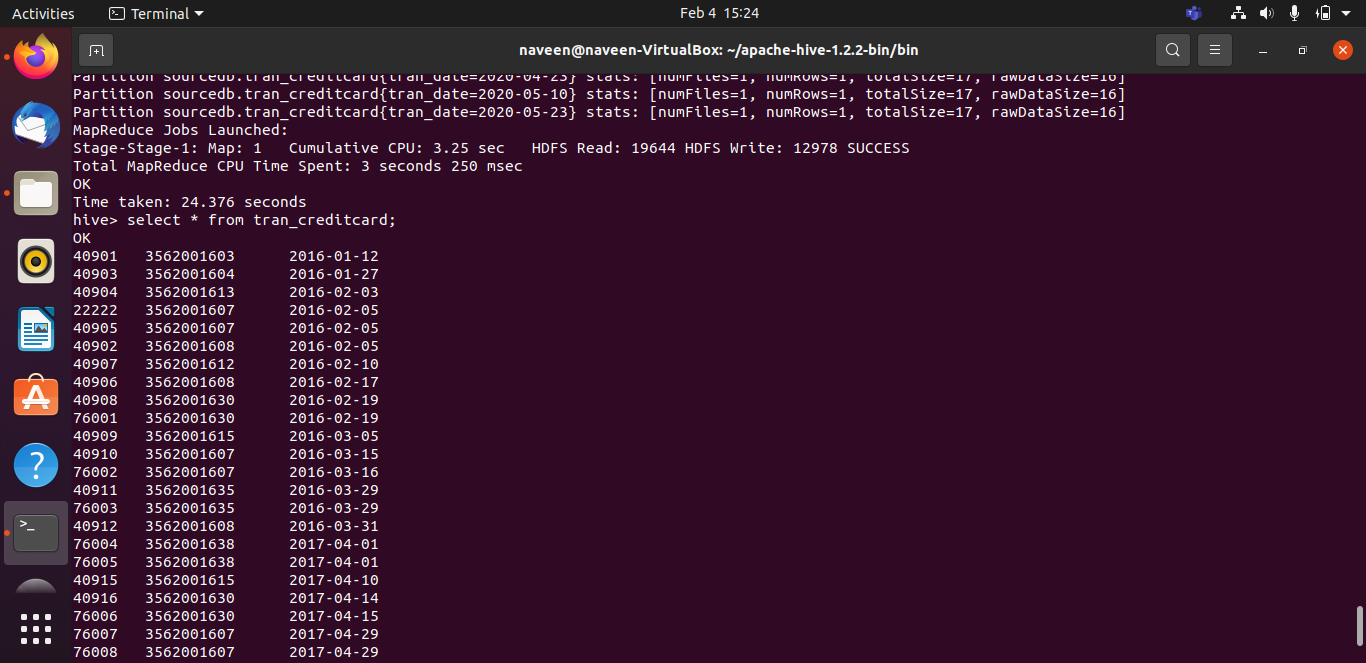 Activities
Terminal
Feb 4 15:24
naveen@naveen-VirtualBox: ~/apache-hive-1.2.2-bin/bin
Partition sourcedb.tran_creditcard{tran_date=2020-04-23} stats: [numFiles=1, numRows=1, totalSize=17, rawDataSize=16]
Partition sourcedb.tran_creditcard{tran_date=2020-05-10} stats: [numFiles=1, numRows=1, totalSize=17, rawDataSize=16]
Partition sourcedb.tran_creditcard{tran_date=2020-05-23} stats: [numFiles=1, numRows=1, totalSize=17, rawDataSize=16]
MapReduce Jobs Launched:
Stage-Stage-1: Map: 1   Cumulative CPU: 3.25 sec   HDFS Read: 19644 HDFS Write: 12978 SUCCESS
Total MapReduce CPU Time Spent: 3 seconds 250 msec
OK
Time taken: 24.376 seconds
hive> select * from tran_creditcard;
OK
40901   3562001603      2016-01-12
40903   3562001604      2016-01-27
40904   3562001613      2016-02-03
22222   3562001607      2016-02-05
40905   3562001607      2016-02-05
40902   3562001608      2016-02-05
40907   3562001612      2016-02-10
40906   3562001608      2016-02-17
40908   3562001630      2016-02-19
76001   3562001630      2016-02-19
40909   3562001615      2016-03-05
40910   3562001607      2016-03-15
76002   3562001607      2016-03-16
40911   3562001635      2016-03-29
76003   3562001635      2016-03-29
40912   3562001608      2016-03-31
76004   3562001638      2017-04-01
76005   3562001638      2017-04-01
40915   3562001615      2017-04-10
40916   3562001630      2017-04-14
76006   3562001630      2017-04-15
76007   3562001607      2017-04-29
76008   3562001607      2017-04-29